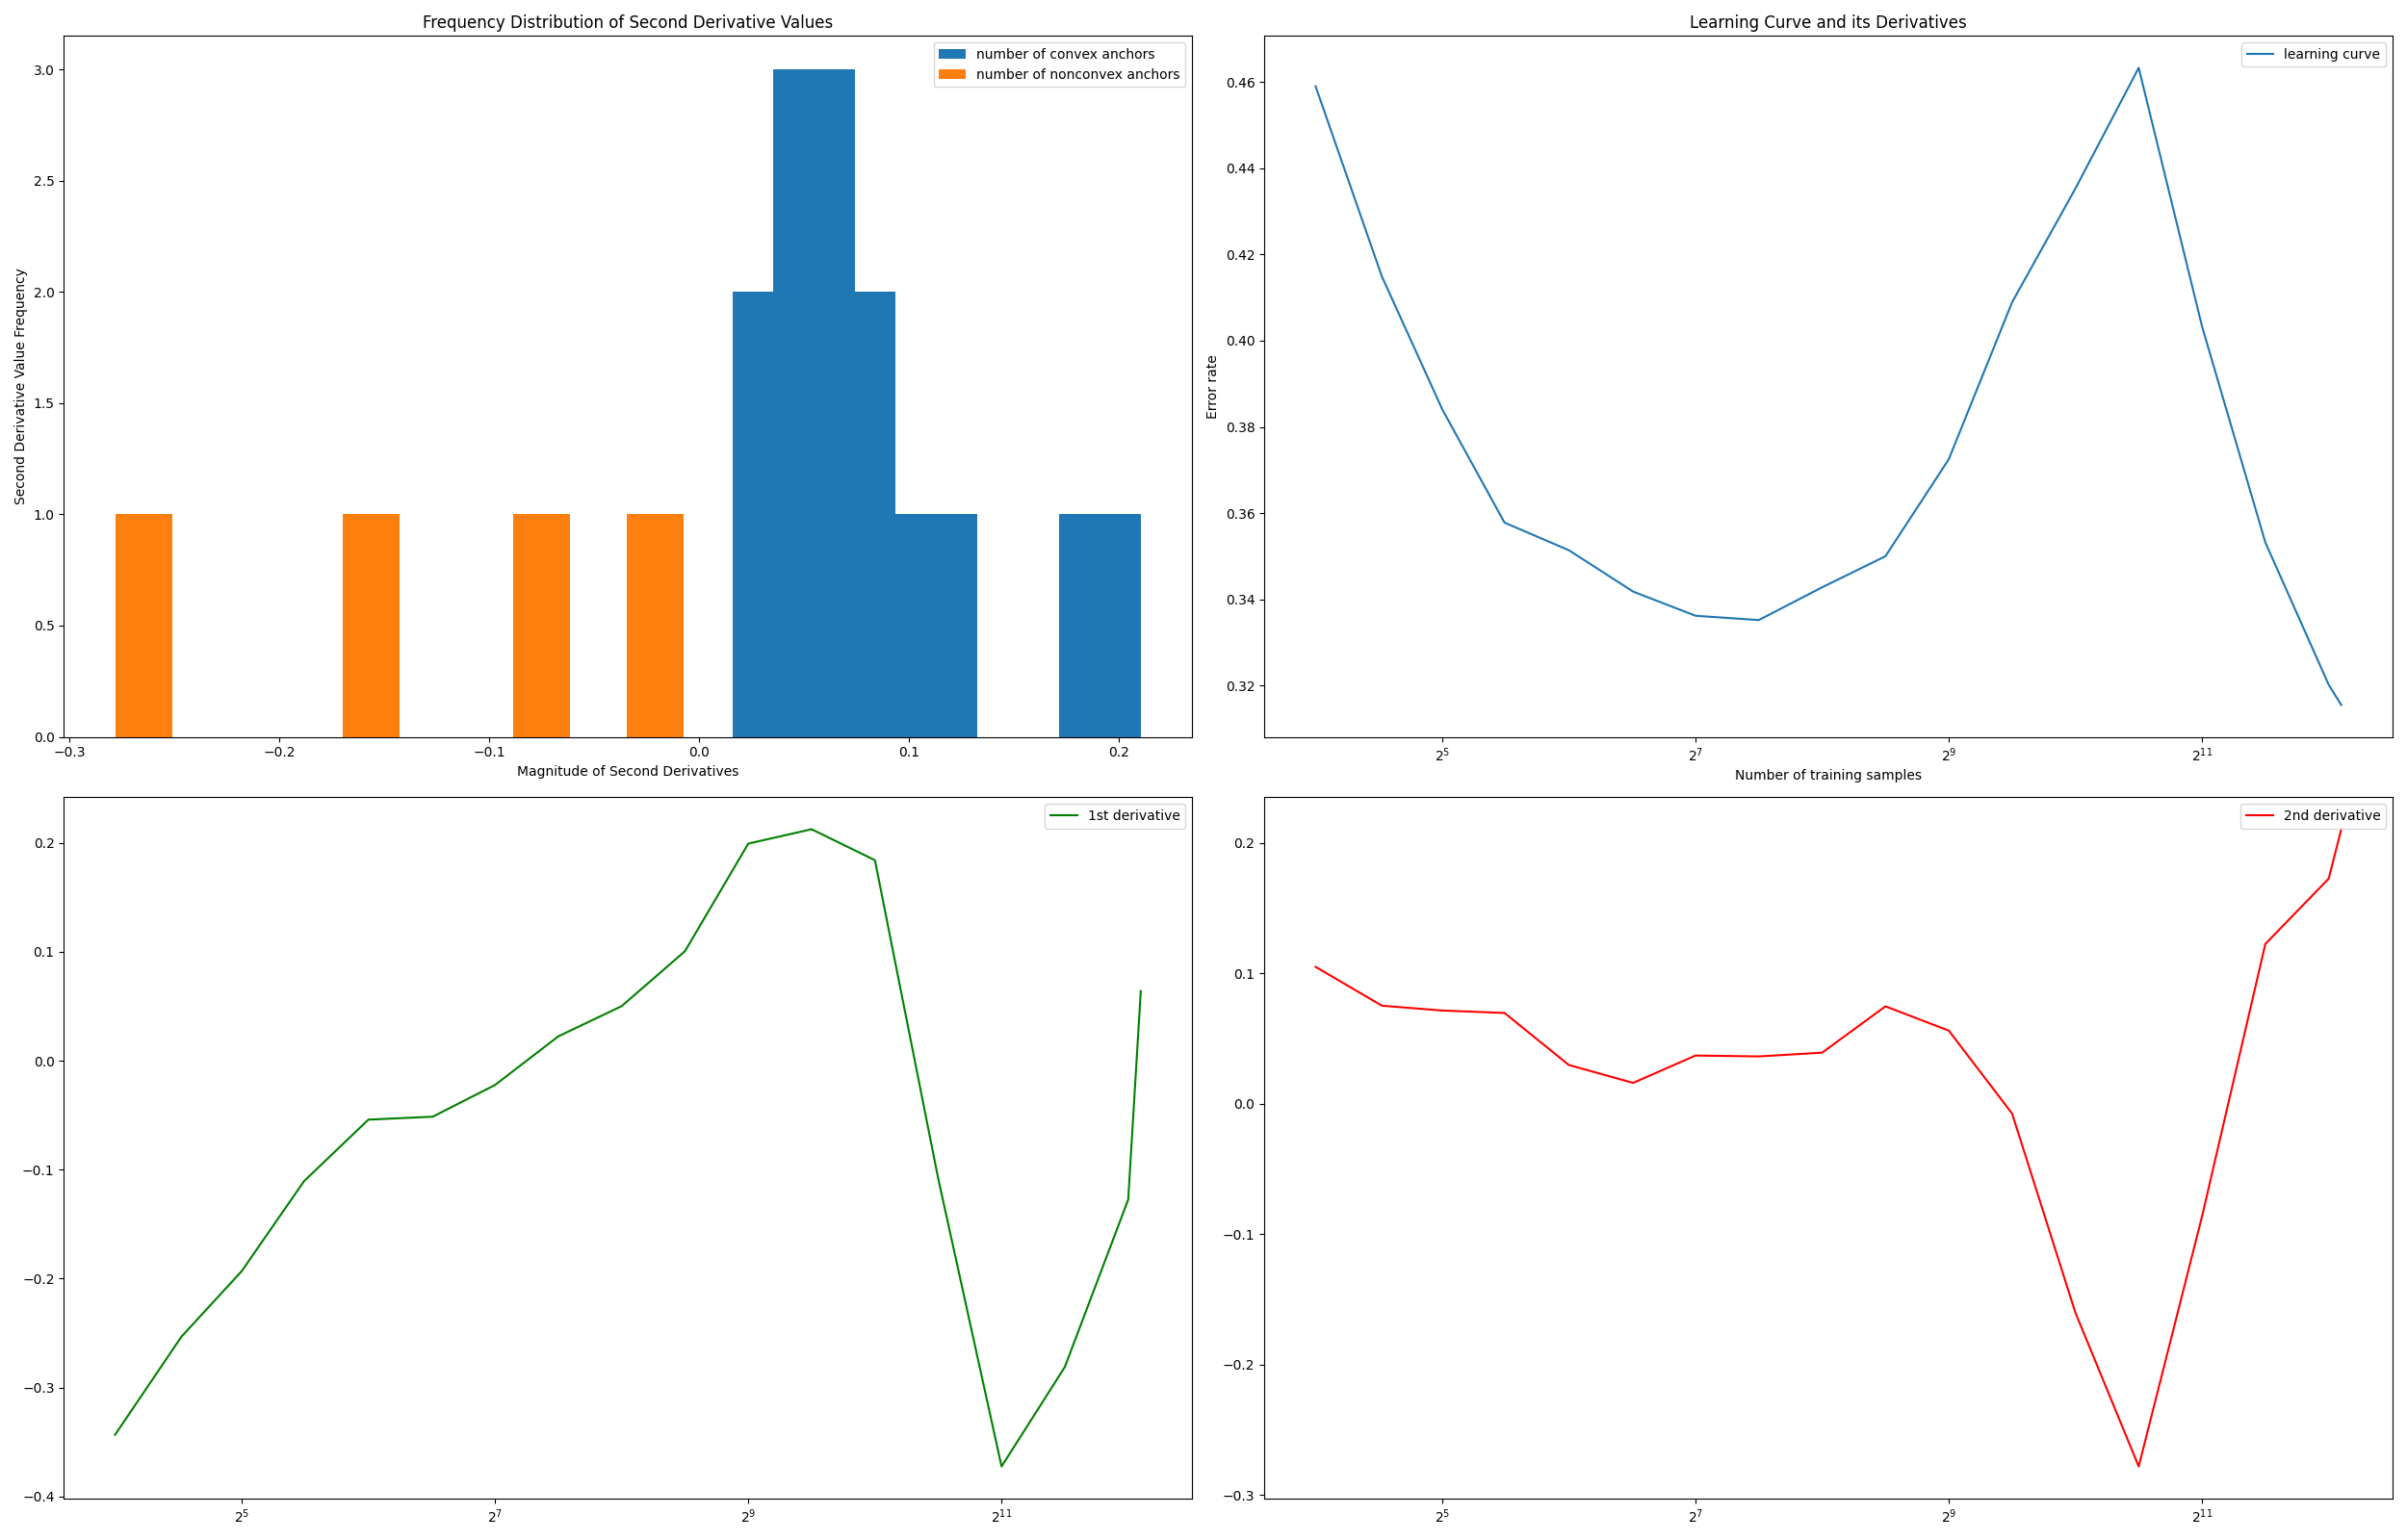 Frequency Distribution of Second Derivative Values
number of convex anchors
number of nonconvex anchors
Second Derivative Value Frequency
3.0
2.5
2.0
1.5
1.0
0.5
0.0
−0.3 −0.2 −0.1 0.0 0.1 0.2
Magnitude of Second Derivatives
Learning Curve and its Derivatives
learning curve
Error rate
0.46
0.44
0.42
0.40
0.38
0.36
0.34
0.32
2^5 2^7 2^9 2^11
Number of training samples
1st derivative
0.2
0.1
0.0
−0.1
−0.2
−0.3
−0.4
2^5 2^7 2^9 2^11
2nd derivative
0.2
0.1
0.0
−0.1
−0.2
−0.3
2^5 2^7 2^9 2^11